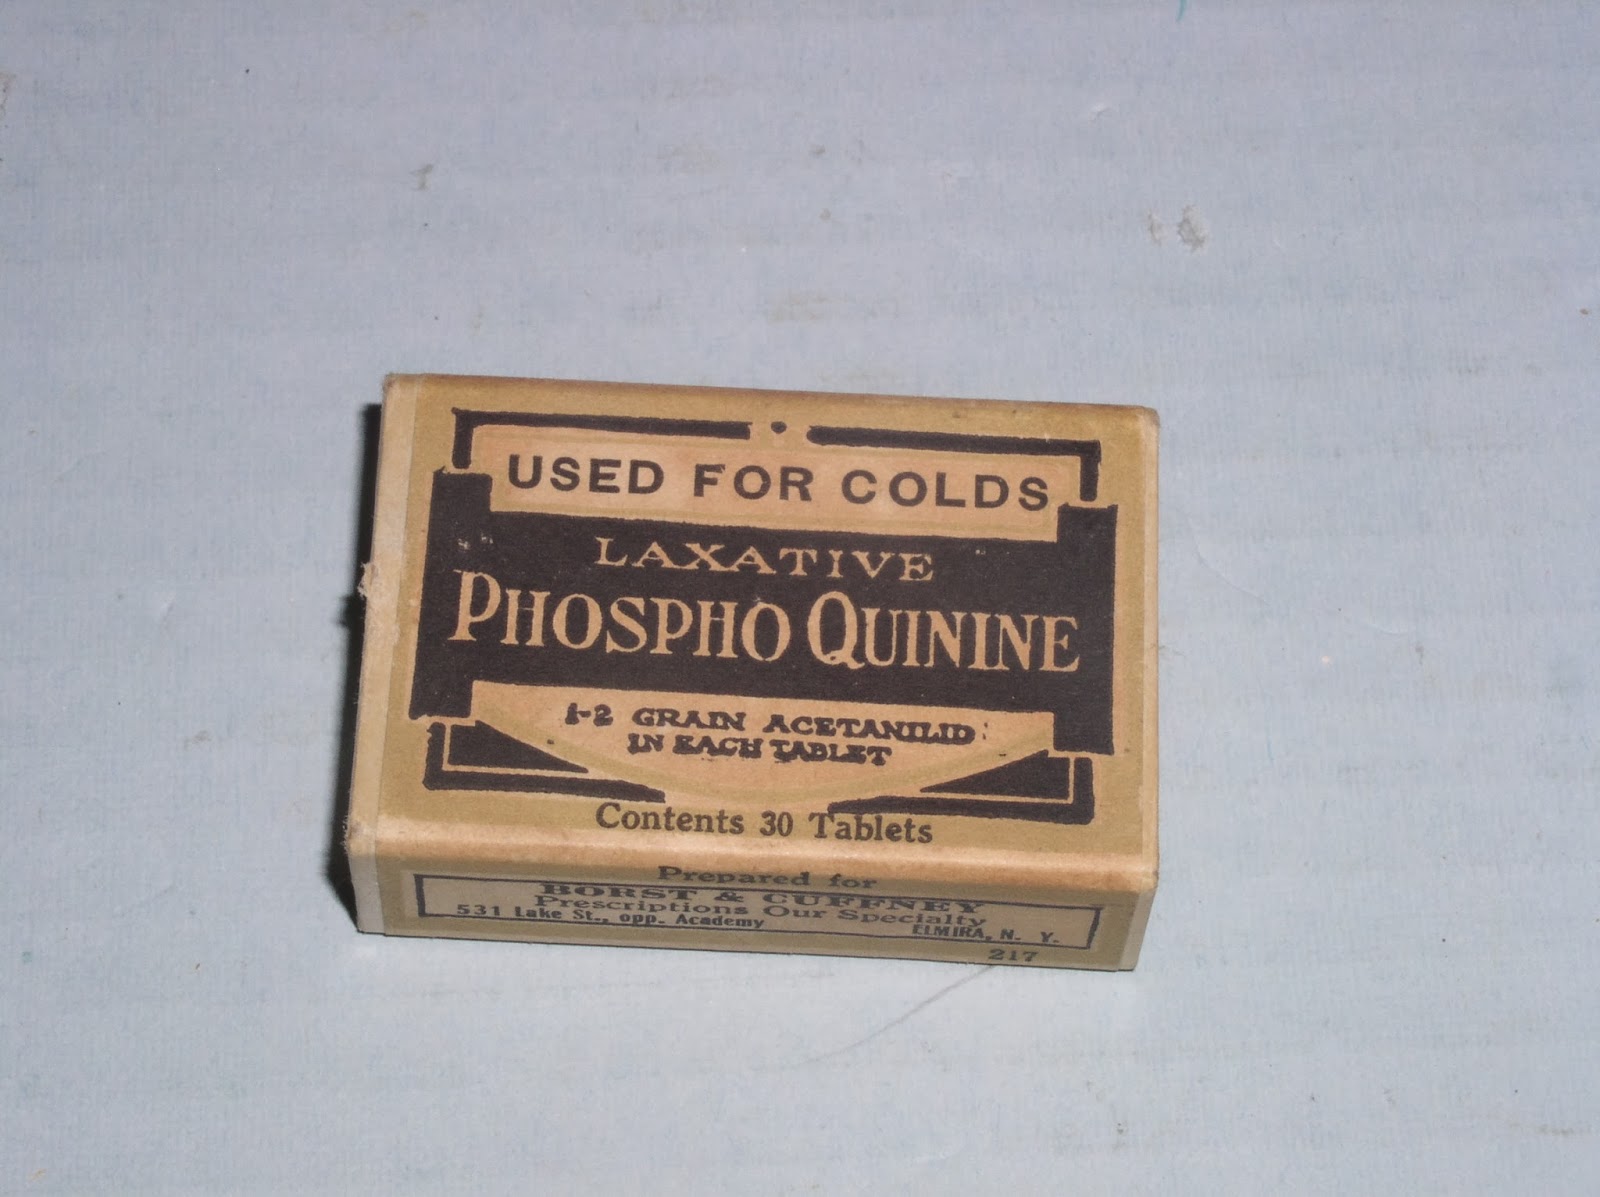 USED FOR COLDS
LAXATIVE
PHOSPHO QUININE
1-2 GRAIN ACETANILID
IN EACH TABLET
Contents 30 Tablets
Prepared for
BORST & CUFFNEY
Prescriptions Our Specialty
531 Lake St., opp. Academy ELMIRA, N. Y.
217